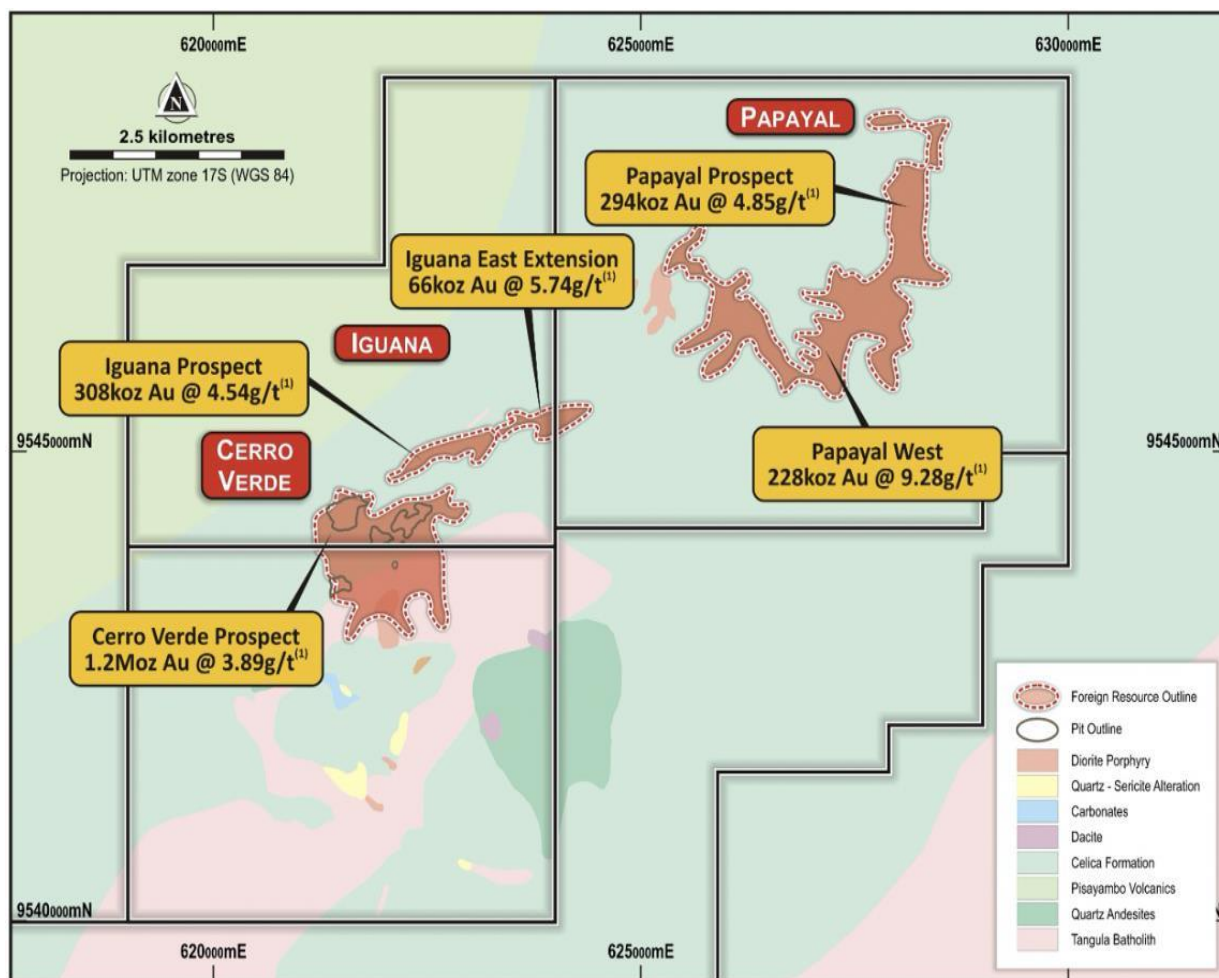 620000mE
625000mE
630000mE
N
2.5 kilometres
Projection: UTM zone 17S (WGS 84)
PAPAYAL
Papayal Prospect
294koz Au @ 4.85g/t(1)
Iguana East Extension
66koz Au @ 5.74g/t(1)
IGUANA
Iguana Prospect
308koz Au @ 4.54g/t(1)
9545000mN
9545000mN
CERRO
VERDE
Papayal West
228koz Au @ 9.28g/t(1)
Cerro Verde Prospect
1.2Moz Au @ 3.89g/t(1)
Foreign Resource Outline
Pit Outline
Diorite Porphyry
Quartz - Sericite Alteration
Carbonates
Dacite
Celica Formation
Pisayambo Volcanics
Quartz Andesites
Tangula Batholith
9540000mN
620000mE
625000mE